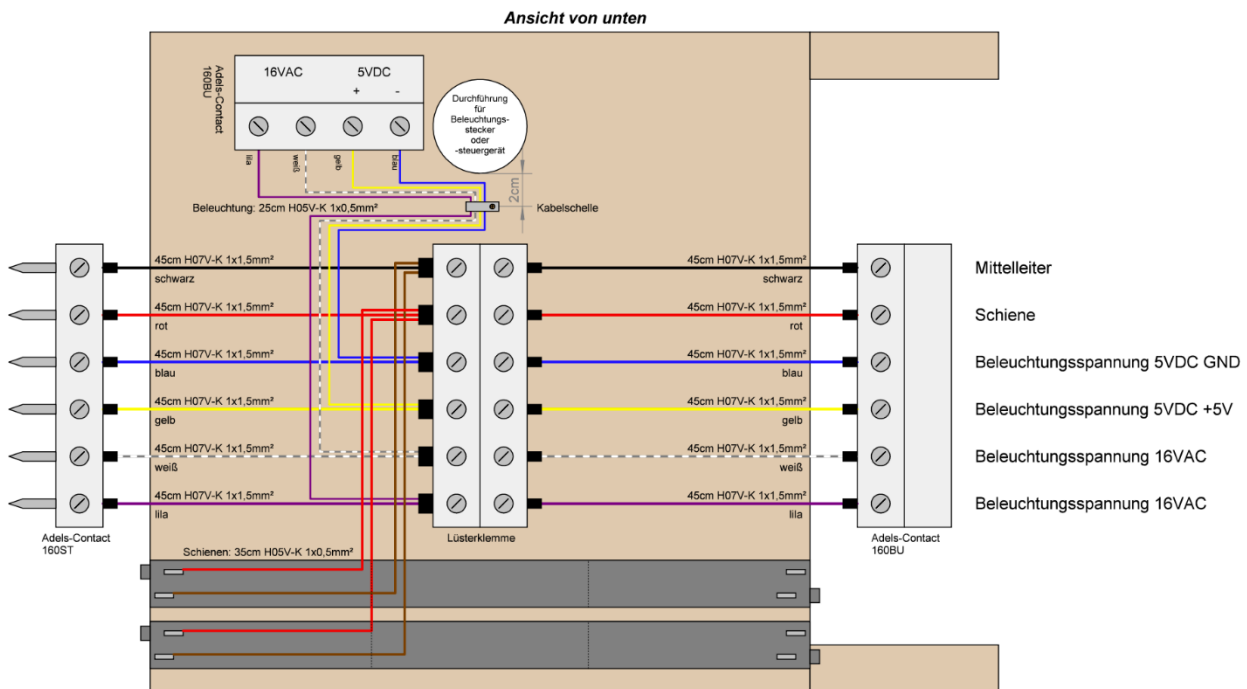 Ansicht von unten
Adels-Contact
160BU
16VAC
5VDC
+
-
lila
weiß
gelb
blau
Durchführung
für
Beleuchtungs-
stecker
oder
-steuergerät
2cm
Beleuchtung: 25cm H05V-K 1x0,5mm²
Kabelschelle
45cm H07V-K 1x1,5mm²
schwarz
45cm H07V-K 1x1,5mm²
schwarz
Mittelleiter
45cm H07V-K 1x1,5mm²
rot
45cm H07V-K 1x1,5mm²
rot
Schiene
45cm H07V-K 1x1,5mm²
blau
45cm H07V-K 1x1,5mm²
blau
Beleuchtungsspannung 5VDC GND
45cm H07V-K 1x1,5mm²
gelb
45cm H07V-K 1x1,5mm²
gelb
Beleuchtungsspannung 5VDC +5V
45cm H07V-K 1x1,5mm²
weiß
45cm H07V-K 1x1,5mm²
weiß
Beleuchtungsspannung 16VAC
45cm H07V-K 1x1,5mm²
lila
45cm H07V-K 1x1,5mm²
lila
Beleuchtungsspannung 16VAC
Adels-Contact
160ST
Lüsterklemme
Adels-Contact
160BU
Schienen: 35cm H05V-K 1x0,5mm²